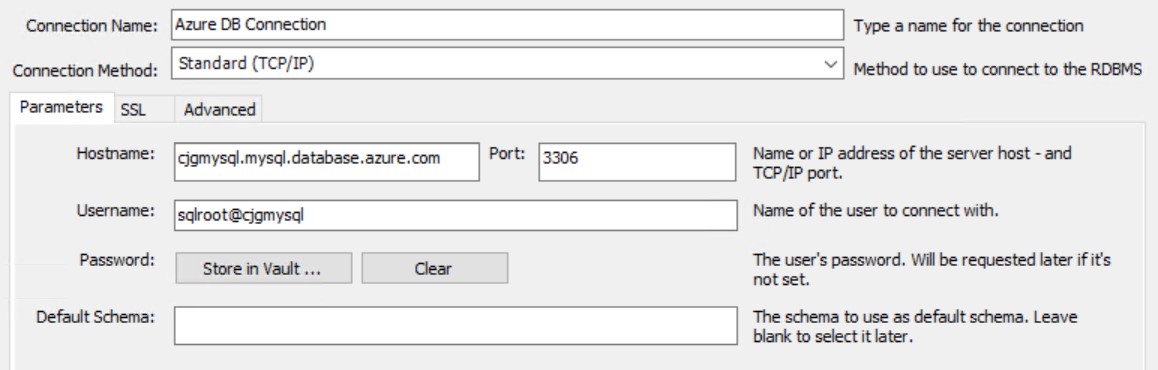 Connection Name: Azure DB Connection Type a name for the connection
Connection Method: Standard (TCP/IP) Method to use to connect to the RDBMS
Parameters SSL Advanced
Hostname: cjgmysql.mysql.database.azure.com Port: 3306 Name or IP address of the server host - and
TCP/IP port.
Username: sqlroot@cjgmysql Name of the user to connect with.
Password: Store in Vault ... Clear The user's password. Will be requested later if it's
not set.
Default Schema: The schema to use as default schema. Leave
blank to select it later.